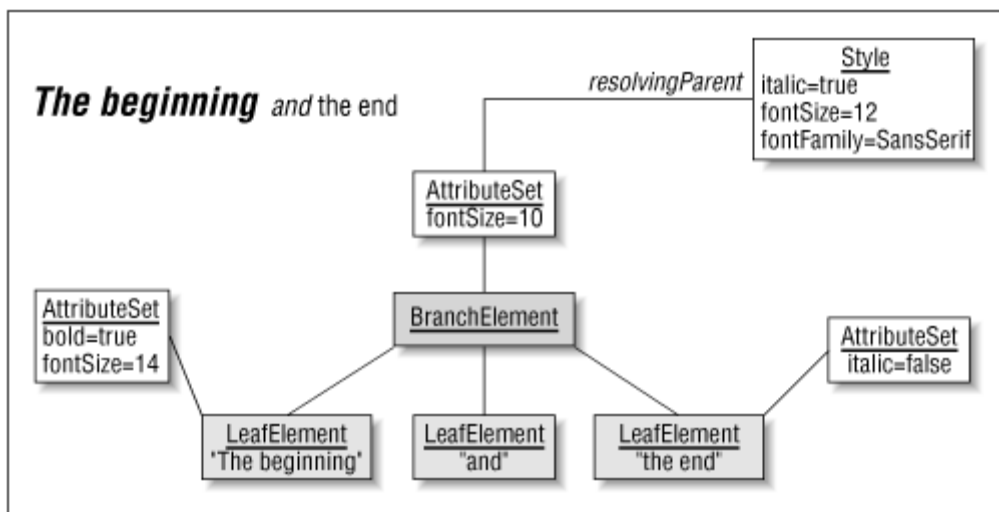 The beginning and the end
resolvingParent
Style
italic=true
fontSize=12
fontFamily=SansSerif
AttributeSet
fontSize=10
BranchElement
AttributeSet
bold=true
fontSize=14
AttributeSet
italic=false
LeafElement
"The beginning"
LeafElement
"and"
LeafElement
"the end"